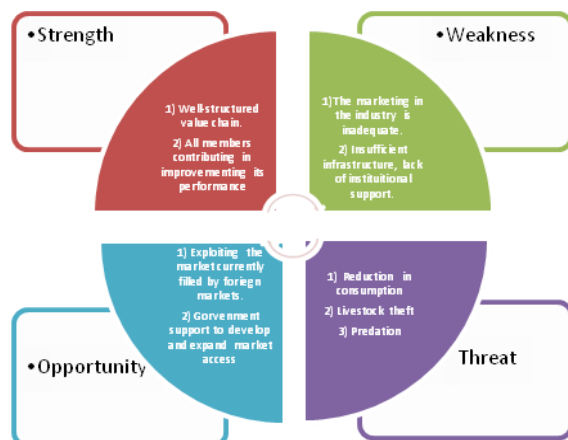 •Strength
1) Well-structured
value chain.
2) All members
contributing in
improvementing its
performance
•Weakness
1)The marketing in
the industry is
inadequate.
2) Insufficient
infrastructure, lack
of instituitional
support.
1) Exploiting the
market currently
filled by foriegn
markets.
2) Gorvenment
support to develop
and expand market
access
•Opportunity
1) Reduction in
consumption
2) Livestock theft
3) Predation
Threat